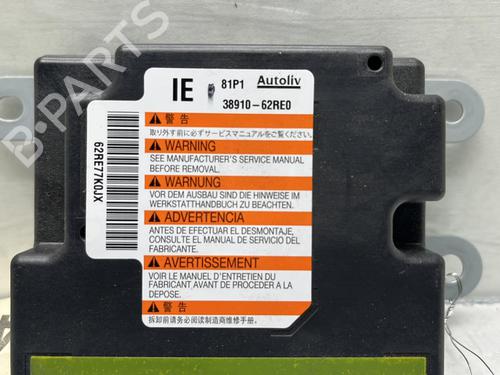 B-PARTS
IE 81P1 Autoliv
38910-62RE0
警告
取り外す前に必ずサービスマニュアルをご覧ください。
WARNING
SEE MANUFACTURER'S SERVICE MANUAL
BEFORE REMOVAL.
WARNUNG
VOR DEM AUSBAU SIND DIE HINWEISE IM
WERKSTATTHANDBUCH ZU BEACHTEN.
ADVERTENCIA
ANTES DE EFECTUAR EL DESMONTAJE,
CONSULTE EL MANUAL DE SERVICIO DEL
FABRICANTE.
AVERTISSEMENT
VOIR LE MANUEL D'ENTRETIEN DU
FABRICANT AVANT DE PROCEDER A LA
DEPOSE.
警告
拆卸前请务必阅读制造商维修手册.
62RE77K0JX